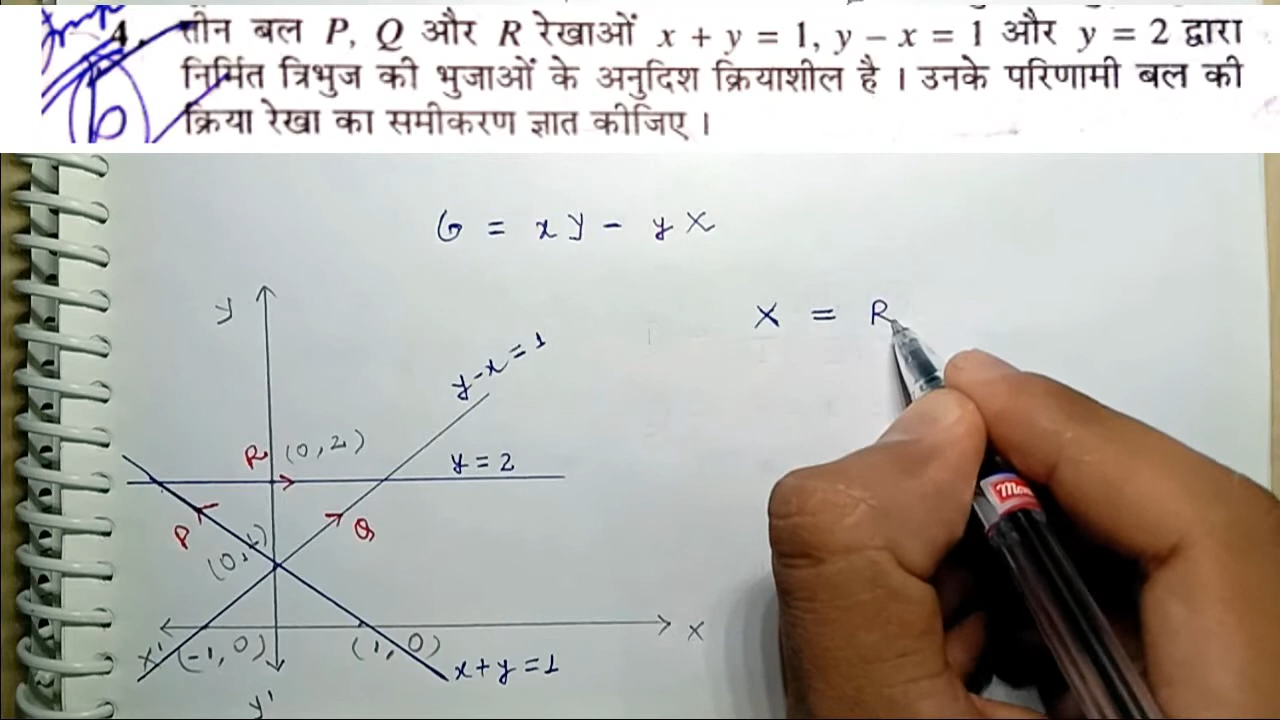 4. तीन बल P, Q और R रेखाओं x + y = 1, y – x = 1 और y = 2 द्वारा
निर्मित त्रिभुज की भुजाओं के अनुदिश क्रियाशील है । उनके परिणामी बल की
क्रिया रेखा का समीकरण ज्ञात कीजिए ।
G = xy - yX
X = R
y
y-x=1
R (0,2)
y=2
P
Q
(0,1)
x' (-1,0)
(1,0)
x
x+y=1
y'